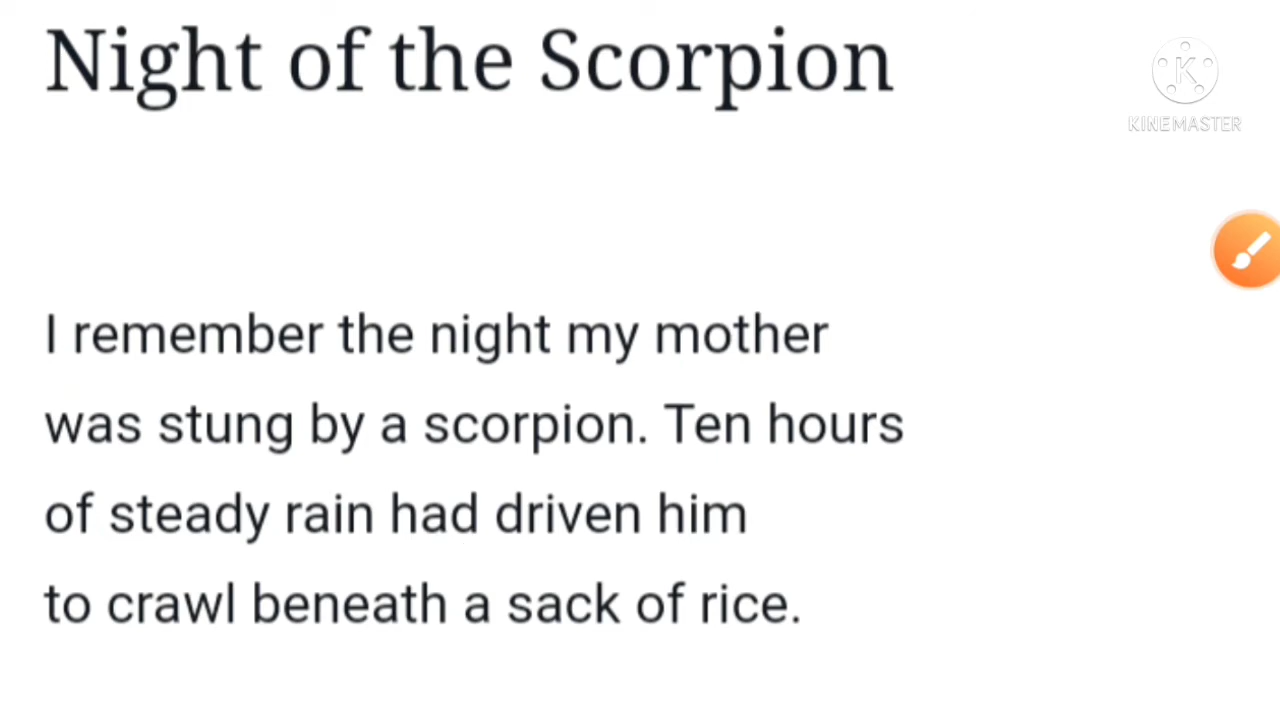 Night of the Scorpion
KINEMASTER
I remember the night my mother
was stung by a scorpion. Ten hours
of steady rain had driven him
to crawl beneath a sack of rice.